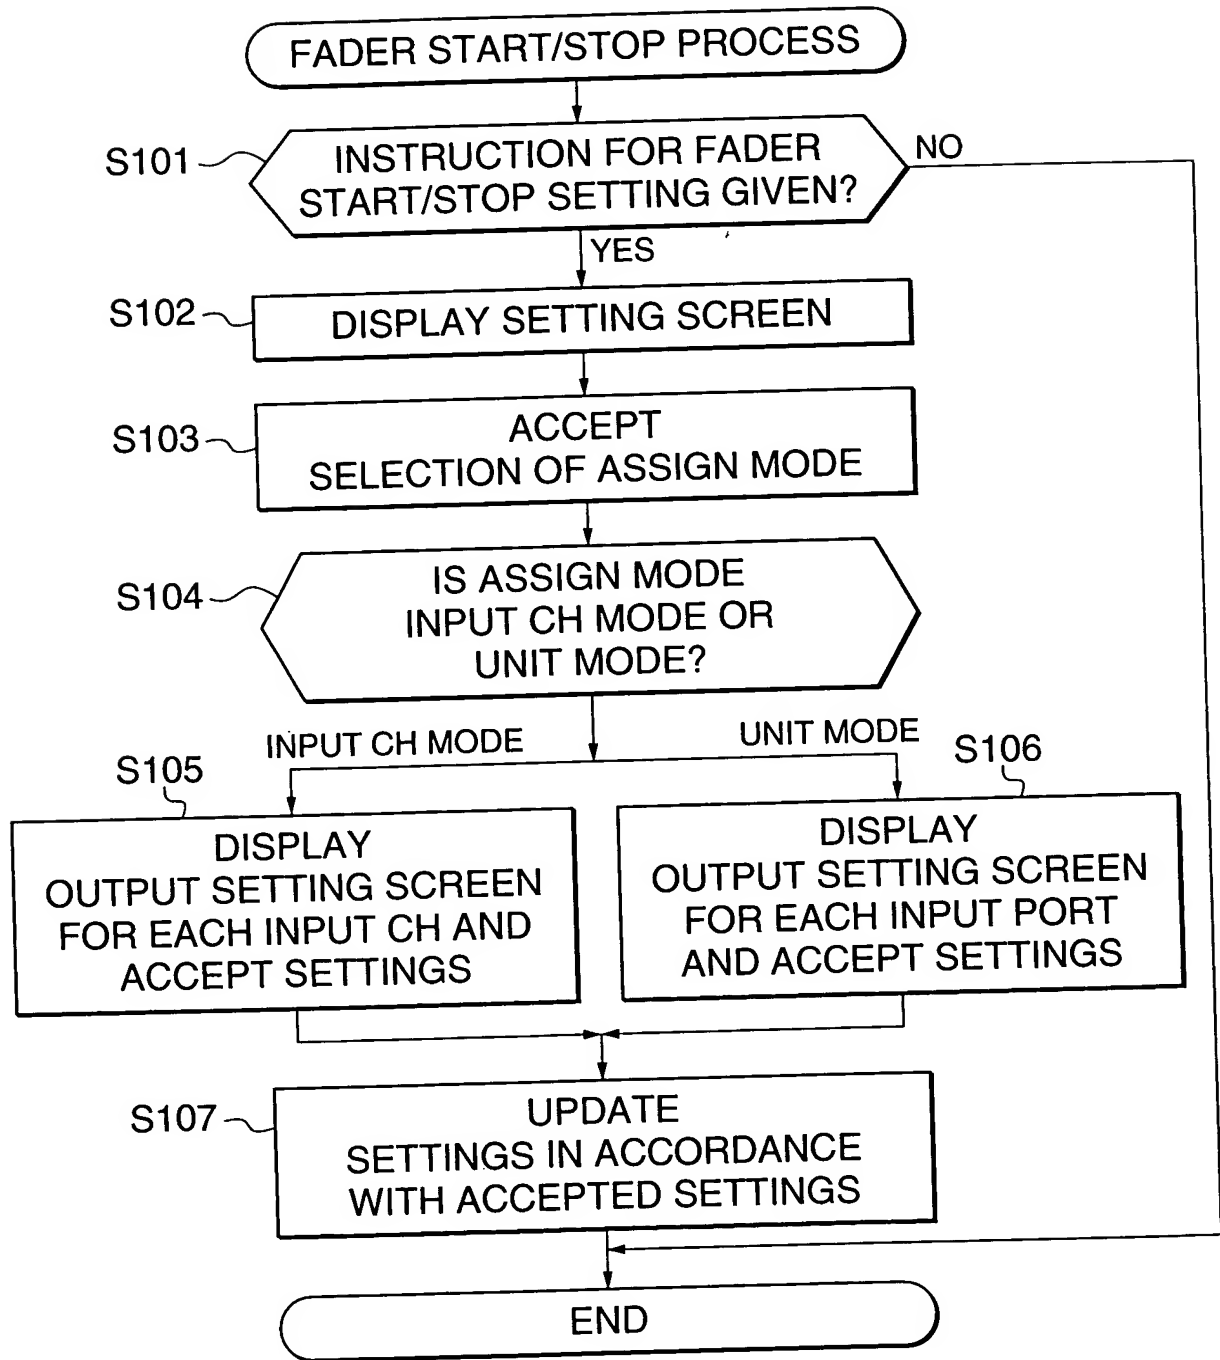 FADER START/STOP PROCESS
S101
INSTRUCTION FOR FADER
START/STOP SETTING GIVEN?
NO
YES
S102
DISPLAY SETTING SCREEN
S103
ACCEPT
SELECTION OF ASSIGN MODE
S104
IS ASSIGN MODE
INPUT CH MODE OR
UNIT MODE?
INPUT CH MODE
UNIT MODE
S105
DISPLAY
OUTPUT SETTING SCREEN
FOR EACH INPUT CH AND
ACCEPT SETTINGS
S106
DISPLAY
OUTPUT SETTING SCREEN
FOR EACH INPUT PORT
AND ACCEPT SETTINGS
S107
UPDATE
SETTINGS IN ACCORDANCE
WITH ACCEPTED SETTINGS
END